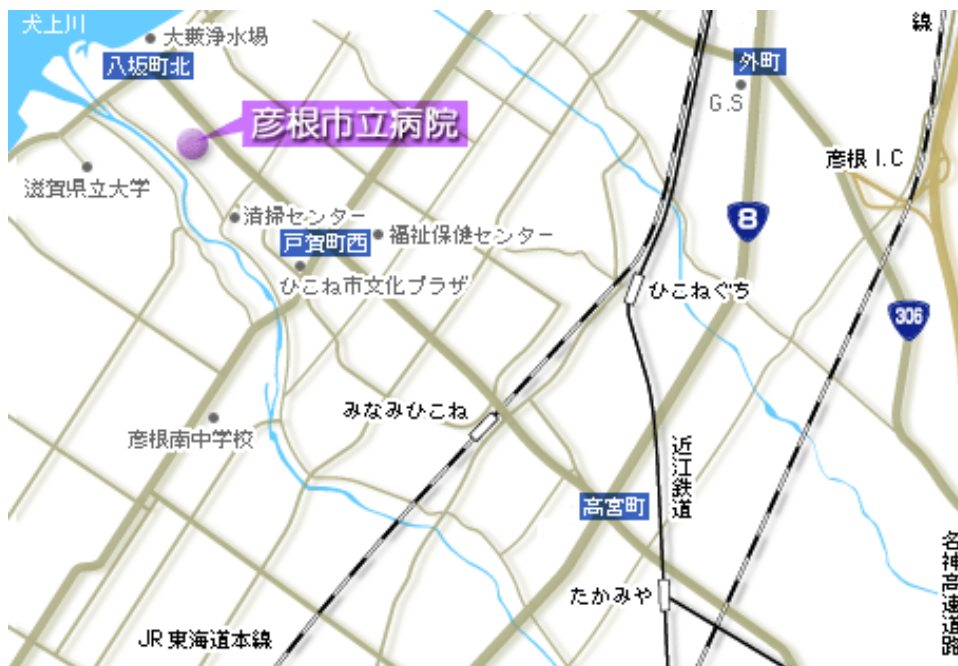 犬上川
線
大薮浄水場
八坂町北
外町
G.S
彦根市立病院
彦根 I.C
滋賀県立大学
清掃センター
8
戸賀町西
福祉保健センター
ひこね市文化プラザ
ひこねぐち
306
みなみひこね
彦根南中学校
近江鉄道
高宮町
名神高速道路
たかみや
JR東海道本線